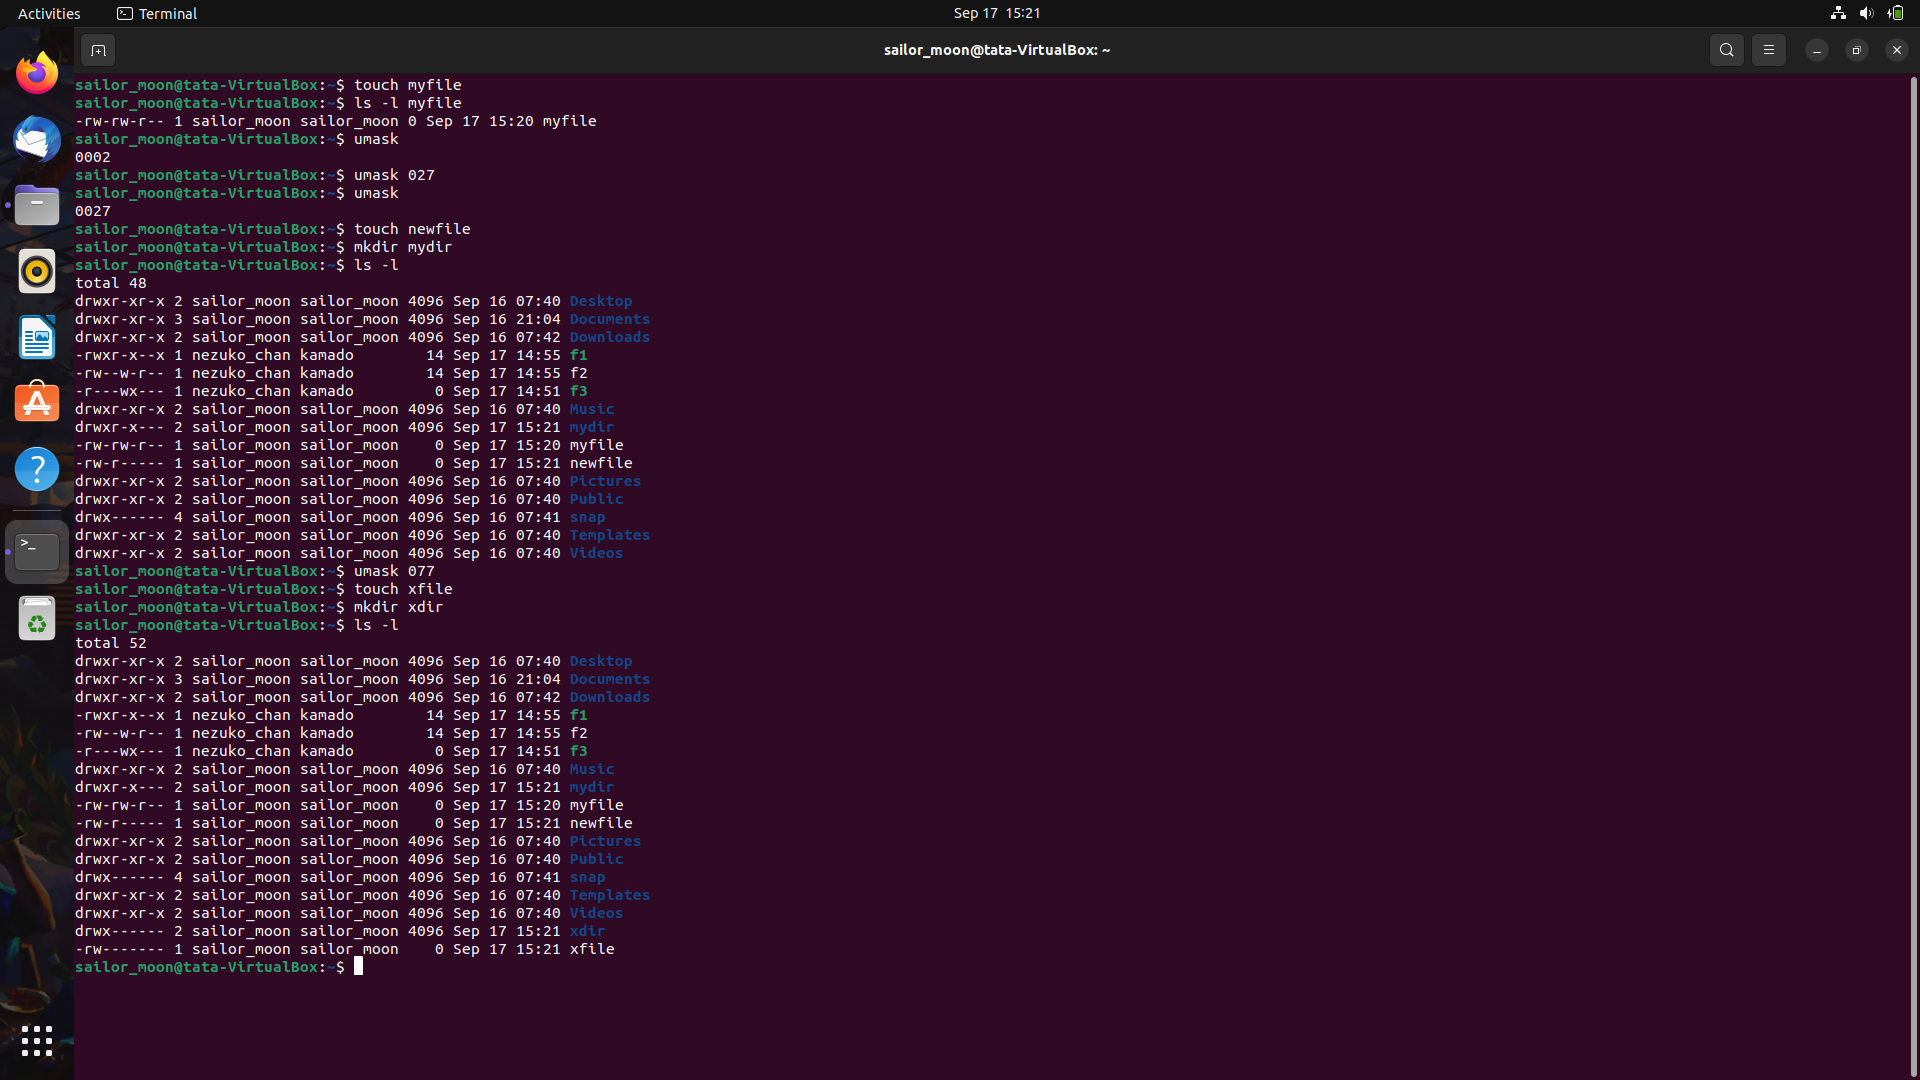 Activities
Terminal
Sep 17 15:21
sailor_moon@tata-VirtualBox: ~
sailor_moon@tata-VirtualBox:~$ touch myfile
sailor_moon@tata-VirtualBox:~$ ls -l myfile
-rw-rw-r-- 1 sailor_moon sailor_moon 0 Sep 17 15:20 myfile
sailor_moon@tata-VirtualBox:~$ umask
0002
sailor_moon@tata-VirtualBox:~$ umask 027
sailor_moon@tata-VirtualBox:~$ umask
0027
sailor_moon@tata-VirtualBox:~$ touch newfile
sailor_moon@tata-VirtualBox:~$ mkdir mydir
sailor_moon@tata-VirtualBox:~$ ls -l
total 48
drwxr-xr-x 2 sailor_moon sailor_moon 4096 Sep 16 07:40 Desktop
drwxr-xr-x 3 sailor_moon sailor_moon 4096 Sep 16 21:04 Documents
drwxr-xr-x 2 sailor_moon sailor_moon 4096 Sep 16 07:42 Downloads
-rwxr-x--x 1 nezuko_chan kamado        14 Sep 17 14:55 f1
-rw--w-r-- 1 nezuko_chan kamado        14 Sep 17 14:55 f2
-r---wx--- 1 nezuko_chan kamado         0 Sep 17 14:51 f3
drwxr-xr-x 2 sailor_moon sailor_moon 4096 Sep 16 07:40 Music
drwxr-x--- 2 sailor_moon sailor_moon 4096 Sep 17 15:21 mydir
-rw-rw-r-- 1 sailor_moon sailor_moon    0 Sep 17 15:20 myfile
-rw-r----- 1 sailor_moon sailor_moon    0 Sep 17 15:21 newfile
drwxr-xr-x 2 sailor_moon sailor_moon 4096 Sep 16 07:40 Pictures
drwxr-xr-x 2 sailor_moon sailor_moon 4096 Sep 16 07:40 Public
drwx------ 4 sailor_moon sailor_moon 4096 Sep 16 07:41 snap
drwxr-xr-x 2 sailor_moon sailor_moon 4096 Sep 16 07:40 Templates
drwxr-xr-x 2 sailor_moon sailor_moon 4096 Sep 16 07:40 Videos
sailor_moon@tata-VirtualBox:~$ umask 077
sailor_moon@tata-VirtualBox:~$ touch xfile
sailor_moon@tata-VirtualBox:~$ mkdir xdir
sailor_moon@tata-VirtualBox:~$ ls -l
total 52
drwxr-xr-x 2 sailor_moon sailor_moon 4096 Sep 16 07:40 Desktop
drwxr-xr-x 3 sailor_moon sailor_moon 4096 Sep 16 21:04 Documents
drwxr-xr-x 2 sailor_moon sailor_moon 4096 Sep 16 07:42 Downloads
-rwxr-x--x 1 nezuko_chan kamado        14 Sep 17 14:55 f1
-rw--w-r-- 1 nezuko_chan kamado        14 Sep 17 14:55 f2
-r---wx--- 1 nezuko_chan kamado         0 Sep 17 14:51 f3
drwxr-xr-x 2 sailor_moon sailor_moon 4096 Sep 16 07:40 Music
drwxr-x--- 2 sailor_moon sailor_moon 4096 Sep 17 15:21 mydir
-rw-rw-r-- 1 sailor_moon sailor_moon    0 Sep 17 15:20 myfile
-rw-r----- 1 sailor_moon sailor_moon    0 Sep 17 15:21 newfile
drwxr-xr-x 2 sailor_moon sailor_moon 4096 Sep 16 07:40 Pictures
drwxr-xr-x 2 sailor_moon sailor_moon 4096 Sep 16 07:40 Public
drwx------ 4 sailor_moon sailor_moon 4096 Sep 16 07:41 snap
drwxr-xr-x 2 sailor_moon sailor_moon 4096 Sep 16 07:40 Templates
drwxr-xr-x 2 sailor_moon sailor_moon 4096 Sep 16 07:40 Videos
drwx------ 2 sailor_moon sailor_moon 4096 Sep 17 15:21 xdir
-rw------- 1 sailor_moon sailor_moon    0 Sep 17 15:21 xfile
sailor_moon@tata-VirtualBox:~$